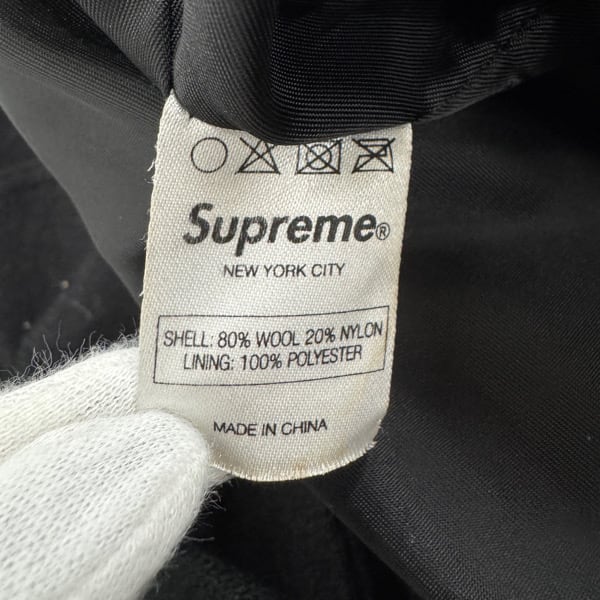 Supreme®
NEW YORK CITY
SHELL: 80% WOOL 20% NYLON
LINING: 100% POLYESTER
MADE IN CHINA